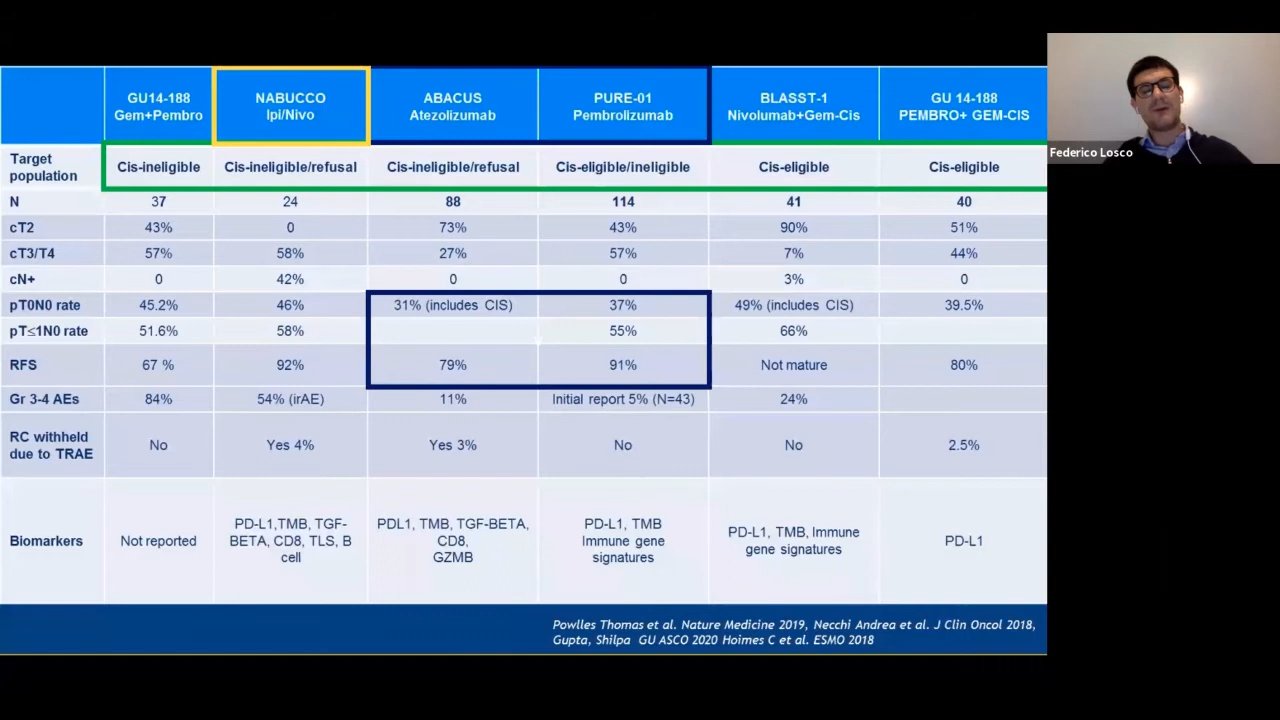 GU14-188 Gem+Pembro
NABUCCO Ipi/Nivo
ABACUS Atezolizumab
PURE-01 Pembrolizumab
BLASST-1 Nivolumab+Gem-Cis
GU 14-188 PEMBRO+ GEM-CIS
Federico Losco
Target population Cis-ineligible Cis-ineligible/refusal Cis-ineligible/refusal Cis-eligible/ineligible Cis-eligible Cis-eligible
N 37 24 88 114 41 40
cT2 43% 0 73% 43% 90% 51%
cT3/T4 57% 58% 27% 57% 7% 44%
cN+ 0 42% 0 0 3% 0
pT0N0 rate 45.2% 46% 31% (includes CIS) 37% 49% (includes CIS) 39.5%
pT≤1N0 rate 51.6% 58% 55% 66%
RFS 67 % 92% 79% 91% Not mature 80%
Gr 3-4 AEs 84% 54% (irAE) 11% Initial report 5% (N=43) 24%
RC withheld due to TRAE No Yes 4% Yes 3% No No 2.5%
Biomarkers Not reported PD-L1,TMB, TGF-BETA, CD8, TLS, B cell PDL1, TMB, TGF-BETA, CD8, GZMB PD-L1, TMB Immune gene signatures PD-L1, TMB, Immune gene signatures PD-L1
Powlles Thomas et al. Nature Medicine 2019, Necchi Andrea et al. J Clin Oncol 2018,
Gupta, Shilpa GU ASCO 2020 Hoimes C et al. ESMO 2018